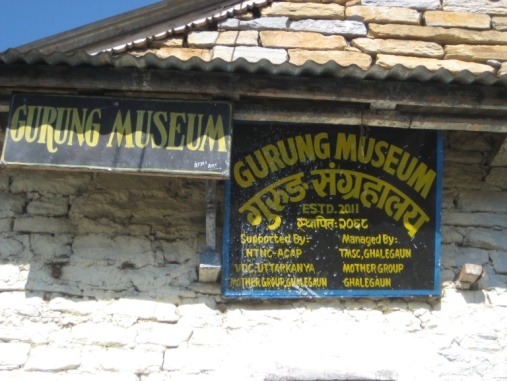 GURUNG MUSEUM
GURUNG MUSEUM
गुरुङ संग्रहालय
ESTD. 2011
स्थापित: २०६८
Supported By:-
NTNC-ACAP
VDC, UTTARKANYA
MOTHER GROUP, GHALEGAUN
Managed By:-
TMSC, GHALEGAUN
MOTHER GROUP
GHALEGAUN